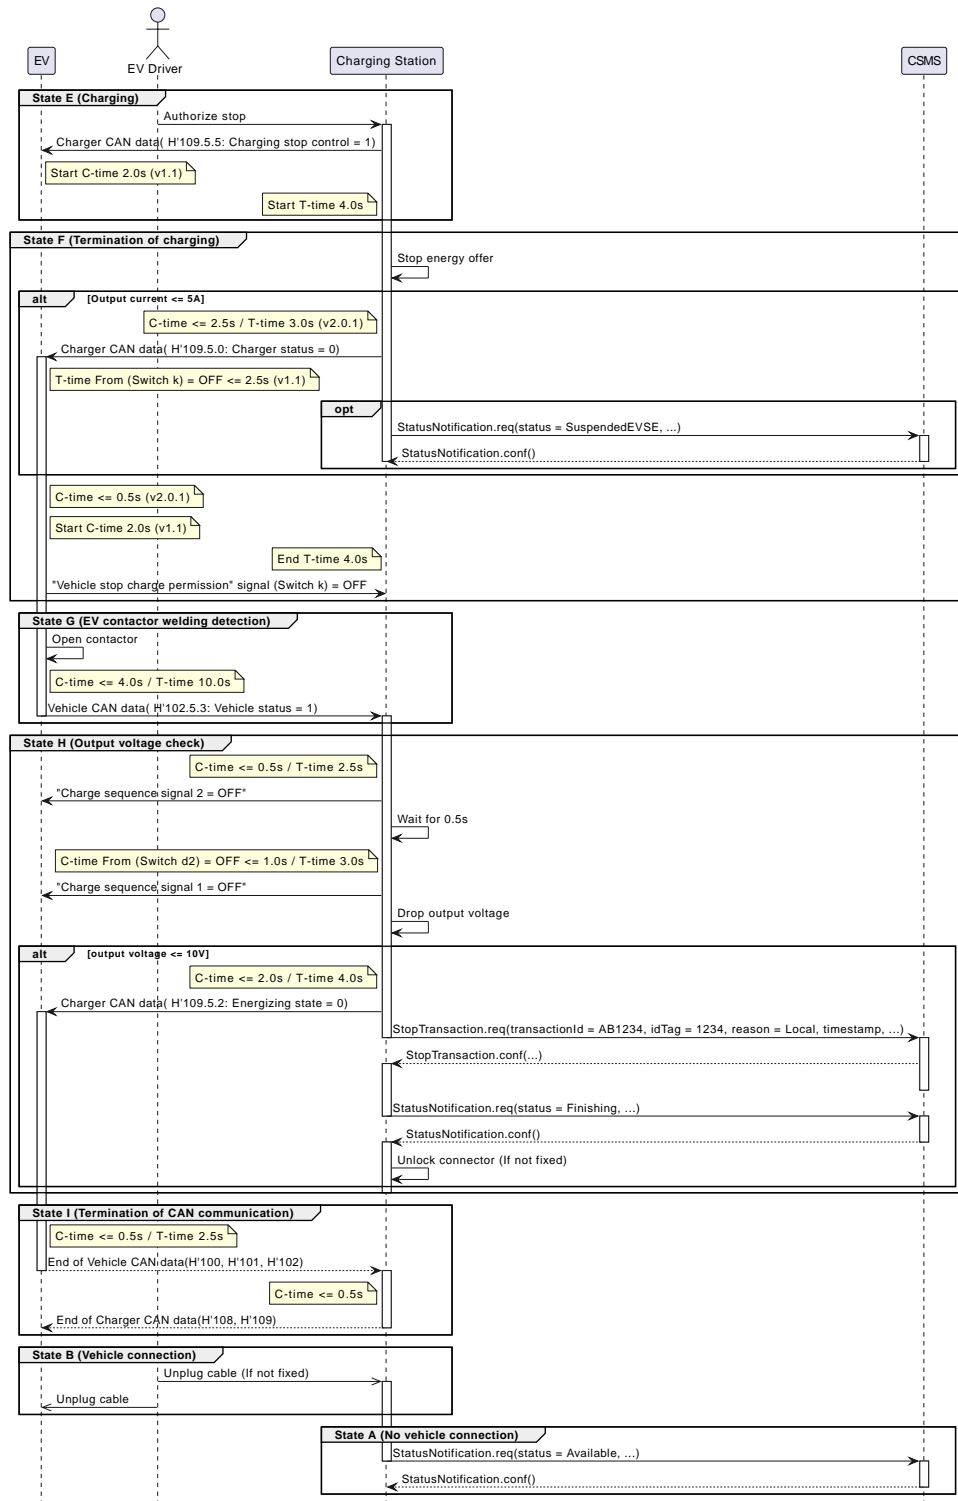 EV
EV Driver
Charging Station
CSMS
State E (Charging)
Authorize stop
Charger CAN data( H'109.5.5: Charging stop control = 1)
Start C-time 2.0s (v1.1)
Start T-time 4.0s
State F (Termination of charging)
Stop energy offer
alt [Output current <= 5A]
C-time <= 2.5s / T-time 3.0s (v2.0.1)
Charger CAN data( H'109.5.0: Charger status = 0)
T-time From (Switch k) = OFF <= 2.5s (v1.1)
opt
StatusNotification.req(status = SuspendedEVSE, ...)
StatusNotification.conf()
C-time <= 0.5s (v2.0.1)
Start C-time 2.0s (v1.1)
End T-time 4.0s
"Vehicle stop charge permission" signal (Switch k) = OFF
State G (EV contactor welding detection)
Open contactor
C-time <= 4.0s / T-time 10.0s
Vehicle CAN data( H'102.5.3: Vehicle status = 1)
State H (Output voltage check)
C-time <= 0.5s / T-time 2.5s
"Charge sequence signal 2 = OFF"
Wait for 0.5s
C-time From (Switch d2) = OFF <= 1.0s / T-time 3.0s
"Charge sequence signal 1 = OFF"
Drop output voltage
alt [output voltage <= 10V]
C-time <= 2.0s / T-time 4.0s
Charger CAN data( H'109.5.2: Energizing state = 0)
StopTransaction.req(transactionId = AB1234, idTag = 1234, reason = Local, timestamp, ...)
StopTransaction.conf(...)
StatusNotification.req(status = Finishing, ...)
StatusNotification.conf()
Unlock connector (If not fixed)
State I (Termination of CAN communication)
C-time <= 0.5s / T-time 2.5s
End of Vehicle CAN data(H'100, H'101, H'102)
C-time <= 0.5s
End of Charger CAN data(H'108, H'109)
State B (Vehicle connection)
Unplug cable (If not fixed)
Unplug cable
State A (No vehicle connection)
StatusNotification.req(status = Available, ...)
StatusNotification.conf()